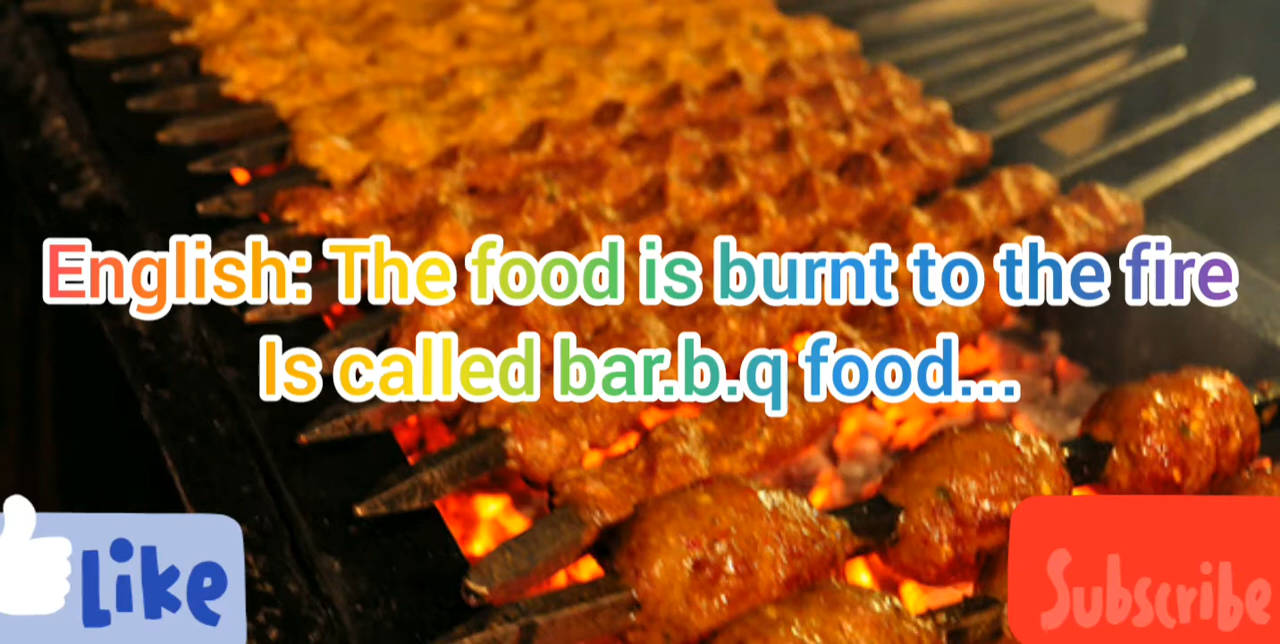 English: The food is burnt to the fire
Is called bar.b.q food...
Like
Subscribe